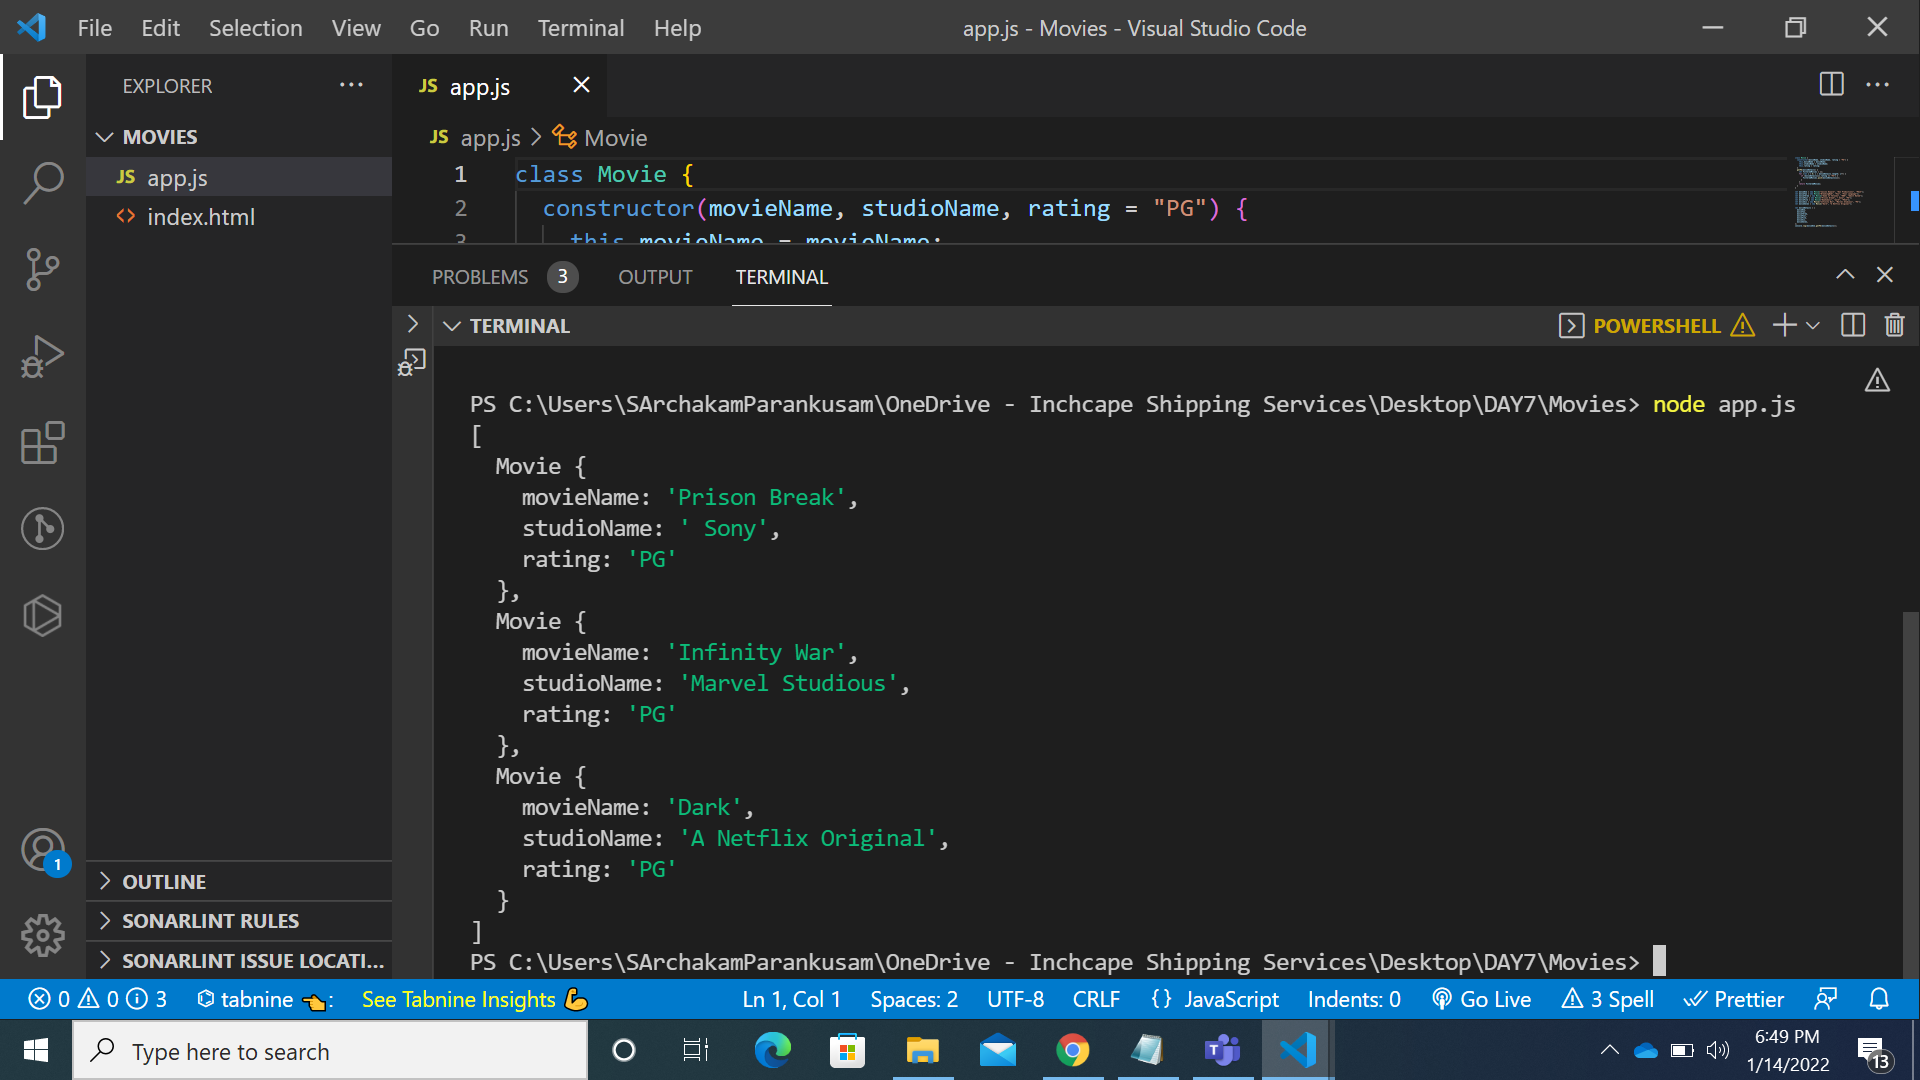 File Edit Selection View Go Run Terminal Help app.js - Movies - Visual Studio Code
EXPLORER ···
JS app.js
MOVIES
JS app.js > Movie
JS app.js
<> index.html
1 class Movie {
2 constructor(movieName, studioName, rating = "PG") {
3 this.movieName = movieName;
PROBLEMS 3 OUTPUT TERMINAL
TERMINAL
POWERSHELL
PS C:\Users\SArchakamParankusam\OneDrive - Inchcape Shipping Services\Desktop\DAY7\Movies> node app.js
[
Movie {
movieName: 'Prison Break',
studioName: ' Sony',
rating: 'PG'
},
Movie {
movieName: 'Infinity War',
studioName: 'Marvel Studious',
rating: 'PG'
},
Movie {
movieName: 'Dark',
studioName: 'A Netflix Original',
rating: 'PG'
}
]
PS C:\Users\SArchakamParankusam\OneDrive - Inchcape Shipping Services\Desktop\DAY7\Movies>
1
OUTLINE
SONARLINT RULES
SONARLINT ISSUE LOCATI...
0 0 3 tabnine 👈: See Tabnine Insights 💪 Ln 1, Col 1 Spaces: 2 UTF-8 CRLF {} JavaScript Indents: 0 Go Live 3 Spell Prettier
Type here to search
6:49 PM
1/14/2022
13